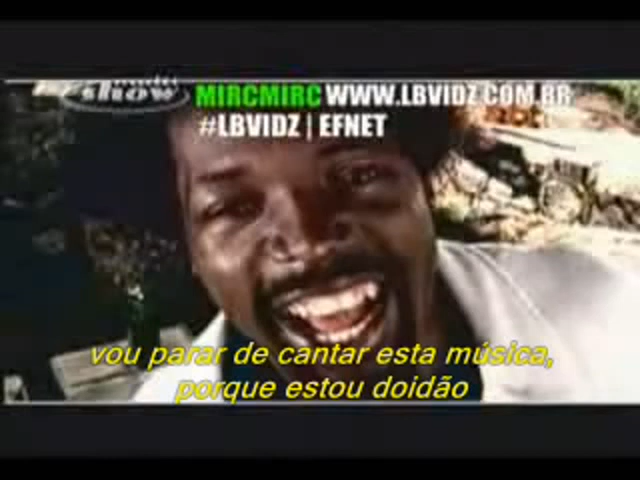 show MIRCMIRC WWW.LBVIDZ.COM.BR
#LBVIDZ | EFNET
vou parar de cantar esta música,
porque estou doidão